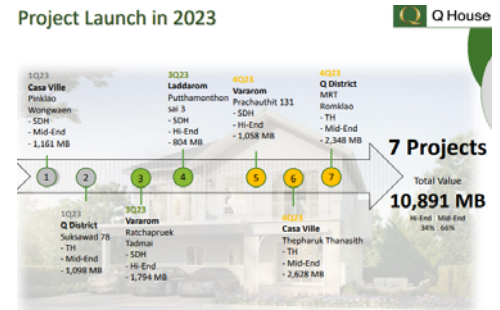 Project Launch in 2023
Q House
1Q23
Casa Ville
Pinklao
Wongwaen
- SDH
- Mid-End
- 1,161 MB
3Q23
Laddarom
Putthamonthon
sai 3
- SDH
- Hi-End
- 804 MB
4Q23
Vararom
Prachauthit 131
- SDH
- Hi-End
- 1,058 MB
4Q23
Q District
MRT
Romklao
- TH
- Mid-End
- 2,348 MB
1
2
3
4
5
6
7
7 Projects
Total Value
10,891 MB
Hi-End : Mid-End
34% : 66%
1Q23
Q District
Suksawad 78
- TH
- Mid-End
- 1,098 MB
3Q23
Vararom
Ratchapruek
Tadmai
- SDH
- Hi-End
- 1,794 MB
4Q23
Casa Ville
Thepharuk Thanasith
- TH
- Mid-End
- 2,628 MB